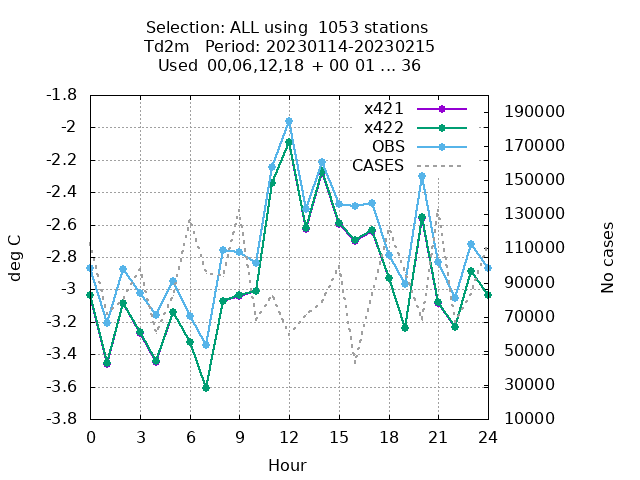 Selection: ALL using  1053 stations
Td2m   Period: 20230114-20230215
Used  00,06,12,18  + 00 01 ... 36
x421
x422
OBS
CASES
-1.8
-2
-2.2
-2.4
-2.6
-2.8
-3
-3.2
-3.4
-3.6
-3.8
deg C
190000
170000
150000
130000
110000
90000
70000
50000
30000
10000
No cases
0 3 6 9 12 15 18 21 24
Hour